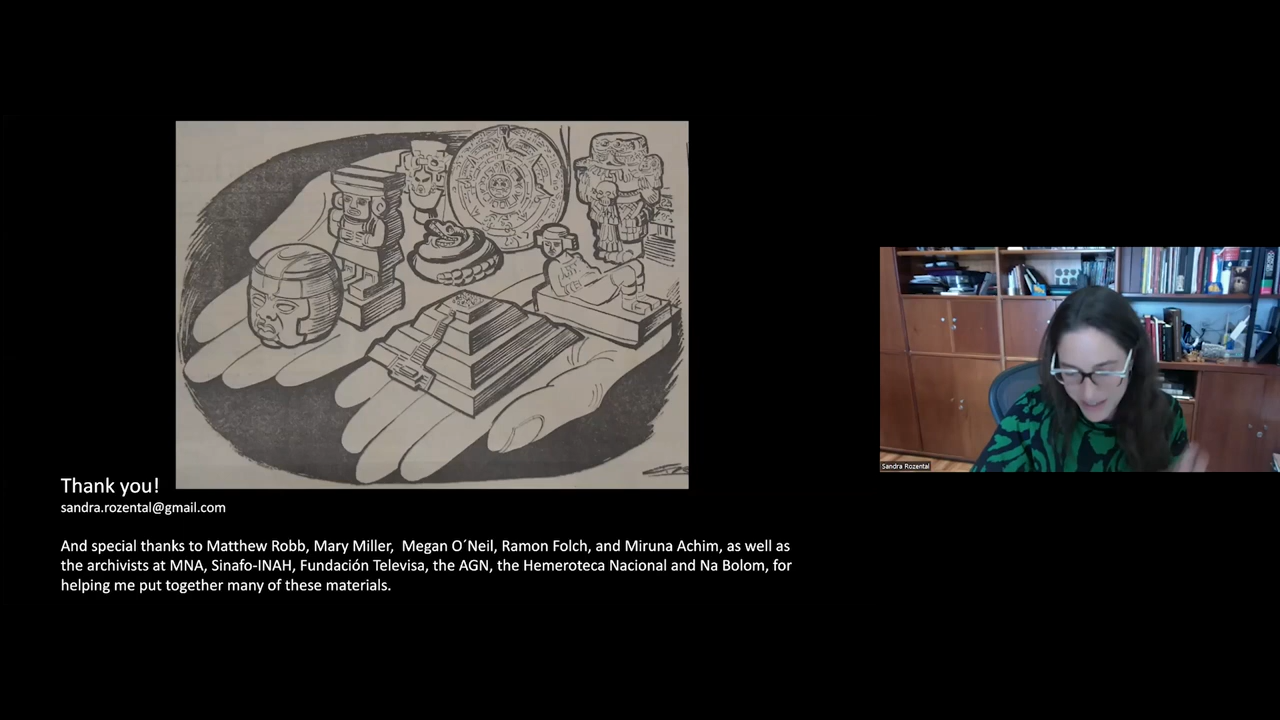 Thank you!
sandra.rozental@gmail.com
And special thanks to Matthew Robb, Mary Miller,  Megan O´Neil, Ramon Folch, and Miruna Achim, as well as
the archivists at MNA, Sinafo-INAH, Fundación Televisa, the AGN, the Hemeroteca Nacional and Na Bolom, for
helping me put together many of these materials.
Sandra Rozental